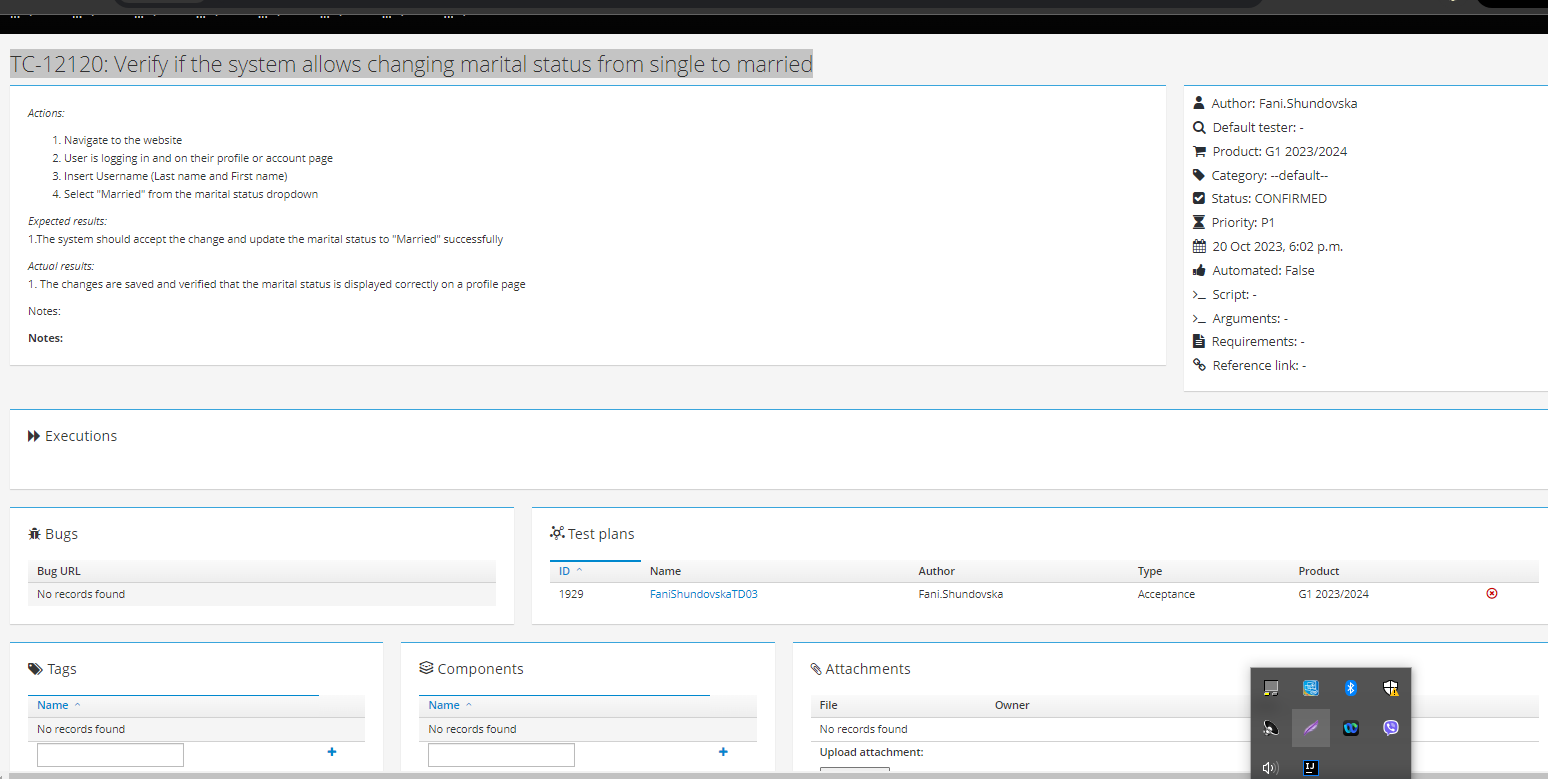 TC-12120: Verify if the system allows changing marital status from single to married
Actions:
1. Navigate to the website
2. User is logging in and on their profile or account page
3. Insert Username (Last name and First name)
4. Select "Married" from the marital status dropdown
Expected results:
1.The system should accept the change and update the marital status to "Married" successfully
Actual results:
1. The changes are saved and verified that the marital status is displayed correctly on a profile page
Notes:
Notes:
Author: Fani.Shundovska
Default tester: -
Product: G1 2023/2024
Category: --default--
Status: CONFIRMED
Priority: P1
20 Oct 2023, 6:02 p.m.
Automated: False
Script: -
Arguments: -
Requirements: -
Reference link: -
Executions
Bugs
Bug URL
No records found
Test plans
ID Name Author Type Product
1929 FaniShundovskaTD03 Fani.Shundovska Acceptance G1 2023/2024
Tags
Name
No records found
Components
Name
No records found
Attachments
File Owner
No records found
Upload attachment:
IJ